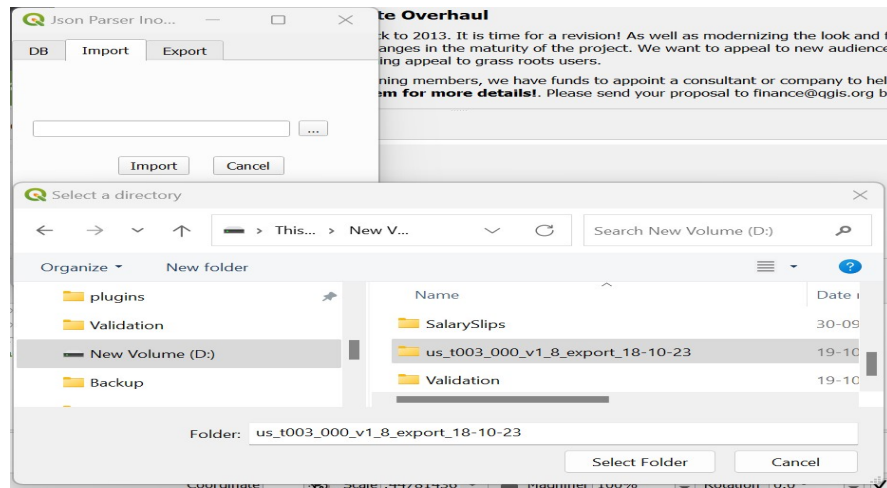 Json Parser Ino...
te Overhaul
k to 2013. It is time for a revision! As well as modernizing the look and f
anges in the maturity of the project. We want to appeal to new audience
ing appeal to grass roots users.
ning members, we have funds to appoint a consultant or company to hel
em for more details!. Please send your proposal to finance@qgis.org b
DB Import Export
...
Import Cancel
Select a directory
This... > New V...
Search New Volume (D:)
Organize New folder
plugins
Validation
New Volume (D:)
Backup
Name Date
SalarySlips 30-09
us_t003_000_v1_8_export_18-10-23 19-10
Validation 19-10
Folder: us_t003_000_v1_8_export_18-10-23
Select Folder Cancel
Coordinate Scale Magnifier 100% Rotation 0.0